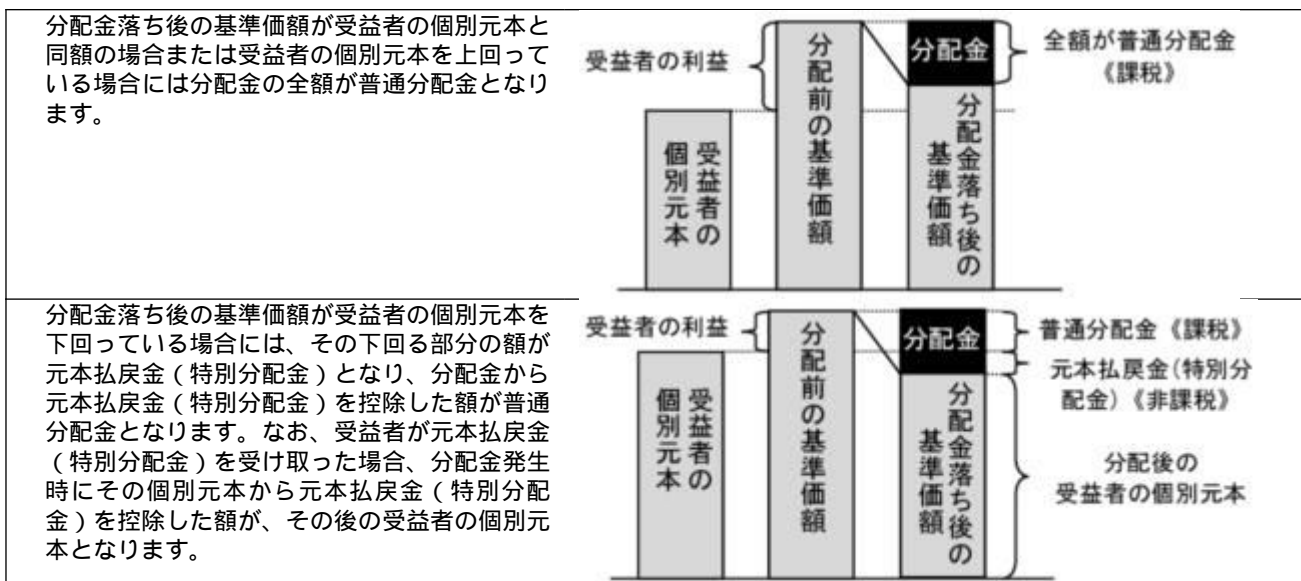 分配金落ち後の基準価額が受益者の個別元本と
同額の場合または受益者の個別元本を上回って
いる場合には分配金の全額が普通分配金となり
ます。
受益者の利益
受益者の
個別元本
分配前の基準価額
分配金
分配金落ち後の
基準価額
全額が普通分配金
《課税》
分配金落ち後の基準価額が受益者の個別元本を
下回っている場合には、その下回る部分の額が
元本払戻金(特別分配金)となり、分配金から
元本払戻金(特別分配金)を控除した額が普通
分配金となります。なお、受益者が元本払戻金
(特別分配金)を受け取った場合、分配金発生
時にその個別元本から元本払戻金(特別分配
金)を控除した額が、その後の受益者の個別元
本となります。
受益者の利益
受益者の
個別元本
分配前の基準価額
分配金
分配金落ち後の
基準価額
普通分配金《課税》
元本払戻金(特別分
配金)《非課税》
分配後の
受益者の個別元本